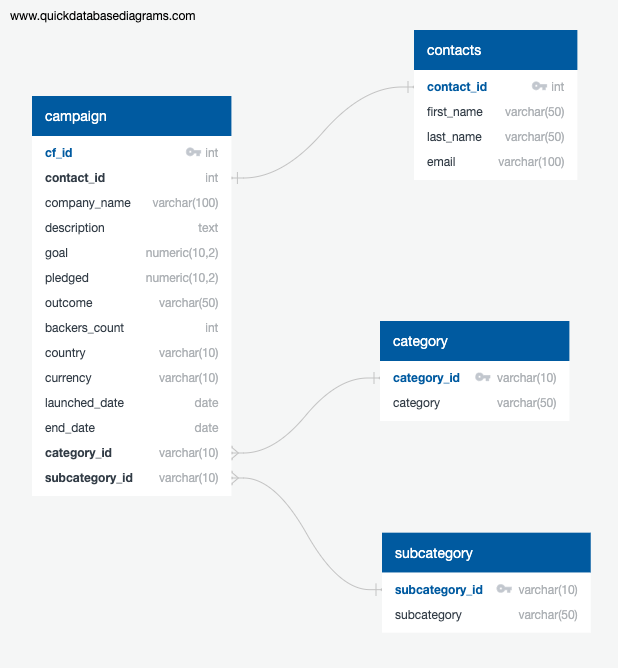 www.quickdatabasediagrams.com
contacts
contact_id int
first_name varchar(50)
last_name varchar(50)
email varchar(100)
campaign
cf_id int
contact_id int
company_name varchar(100)
description text
goal numeric(10,2)
pledged numeric(10,2)
outcome varchar(50)
backers_count int
country varchar(10)
currency varchar(10)
launched_date date
end_date date
category_id varchar(10)
subcategory_id varchar(10)
category
category_id varchar(10)
category varchar(50)
subcategory
subcategory_id varchar(10)
subcategory varchar(50)